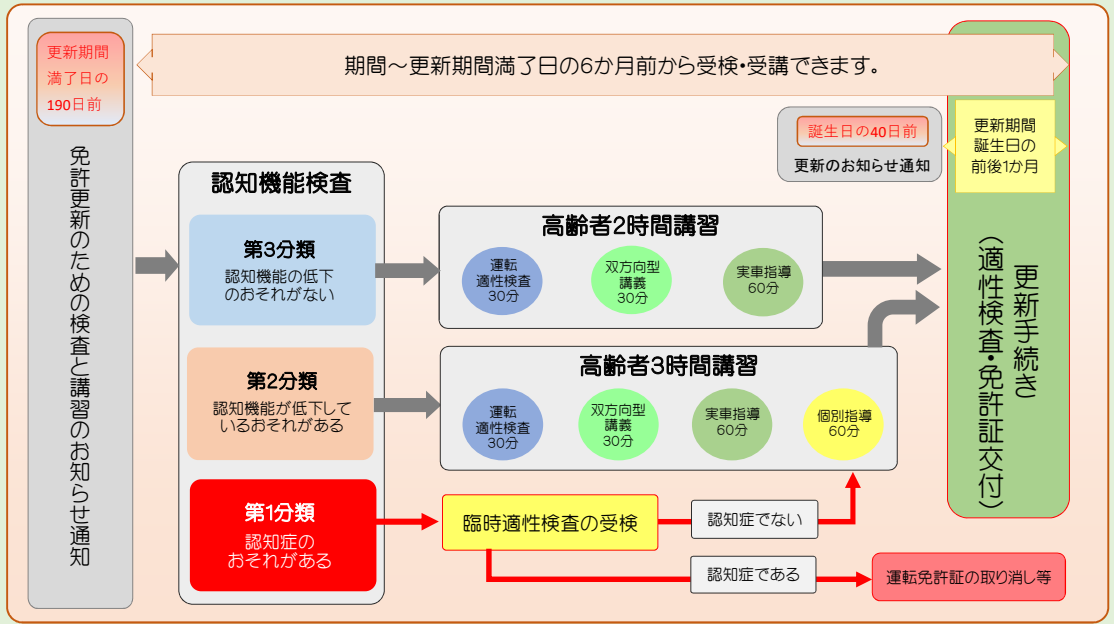 更新期間
満了日の
190日前
免許更新のための検査と講習のお知らせ通知
期間～更新期間満了日の6か月前から受検・受講できます。
誕生日の40日前
更新のお知らせ通知
更新期間
誕生日の
前後1か月
更新手続き
（適性検査・免許証交付）
認知機能検査
第3分類
認知機能の低下
のおそれがない
高齢者2時間講習
運転
適性検査
30分
双方向型
講義
30分
実車指導
60分
第2分類
認知機能が低下して
いるおそれがある
高齢者3時間講習
運転
適性検査
30分
双方向型
講義
30分
実車指導
60分
個別指導
60分
第1分類
認知症の
おそれがある
臨時適性検査の受検
認知症でない
認知症である
運転免許証の取り消し等